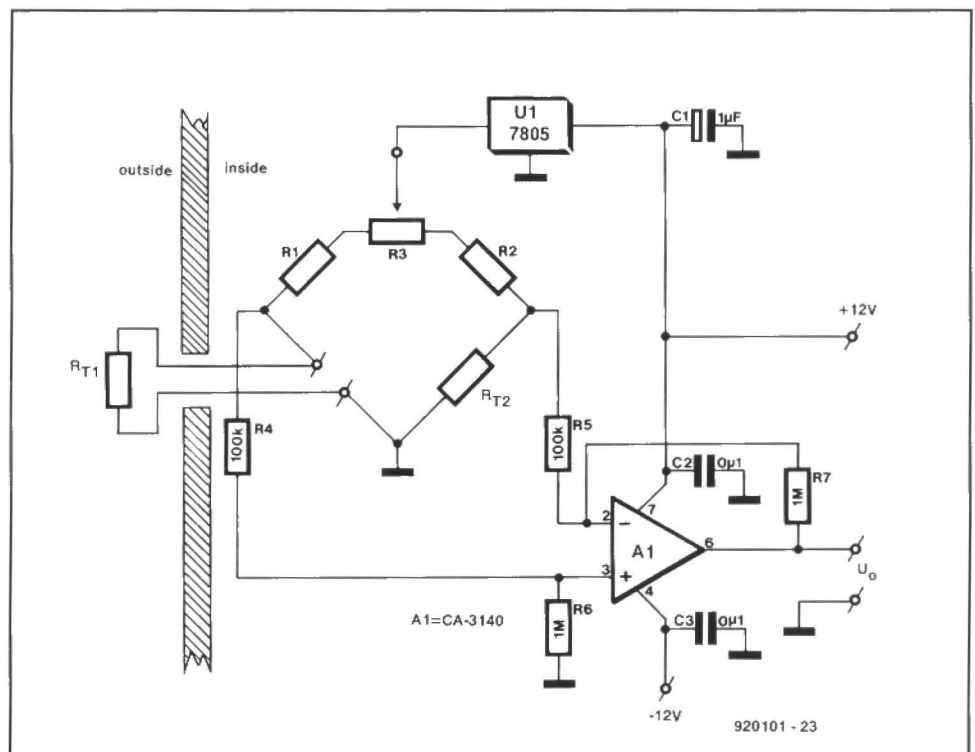 U1
7805
C1
1µF
outside
inside
R1
R3
R2
+12V
RT1
RT2
R4
100k
R5
100k
C2
0µ1
R7
1M
2
7
−
A1
6
3
+
4
Uo
A1=CA-3140
R6
1M
C3
0µ1
-12V
920101 - 23